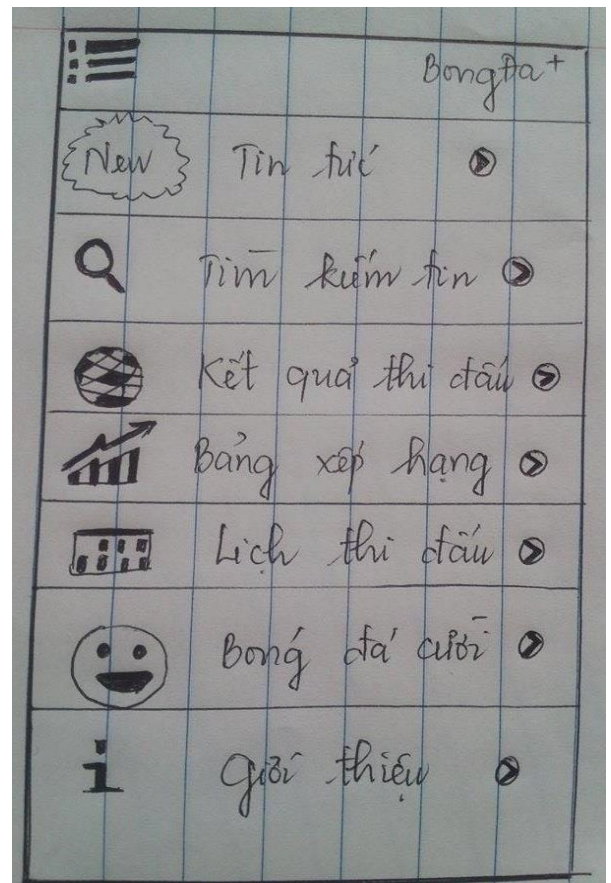 BongĐa+
New Tin tức
Tìm kiếm tin
Kết quả thi đấu
Bảng xếp hạng
Lịch thi đấu
Bóng đá cười
Giới thiệu